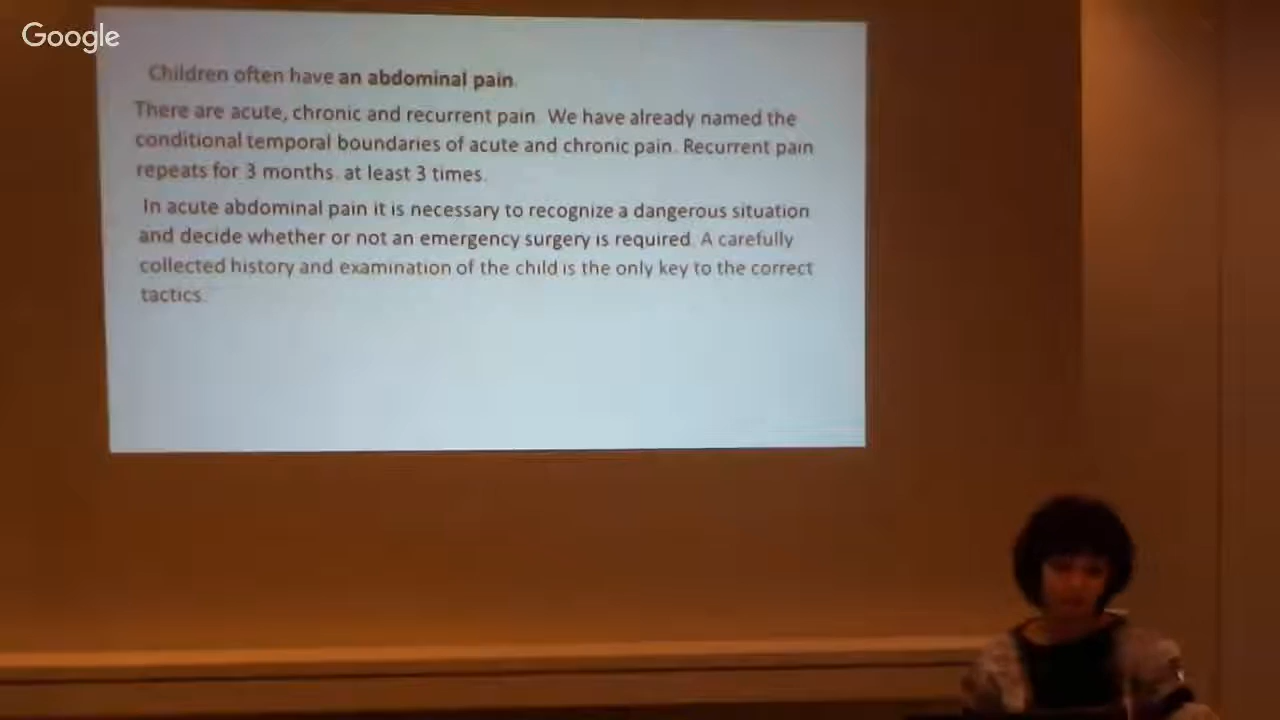 Google
Children often have an abdominal pain.
There are acute, chronic and recurrent pain. We have already named the
conditional temporal boundaries of acute and chronic pain. Recurrent pain
repeats for 3 months. at least 3 times.
In acute abdominal pain it is necessary to recognize a dangerous situation
and decide whether or not an emergency surgery is required. A carefully
collected history and examination of the child is the only key to the correct
tactics.